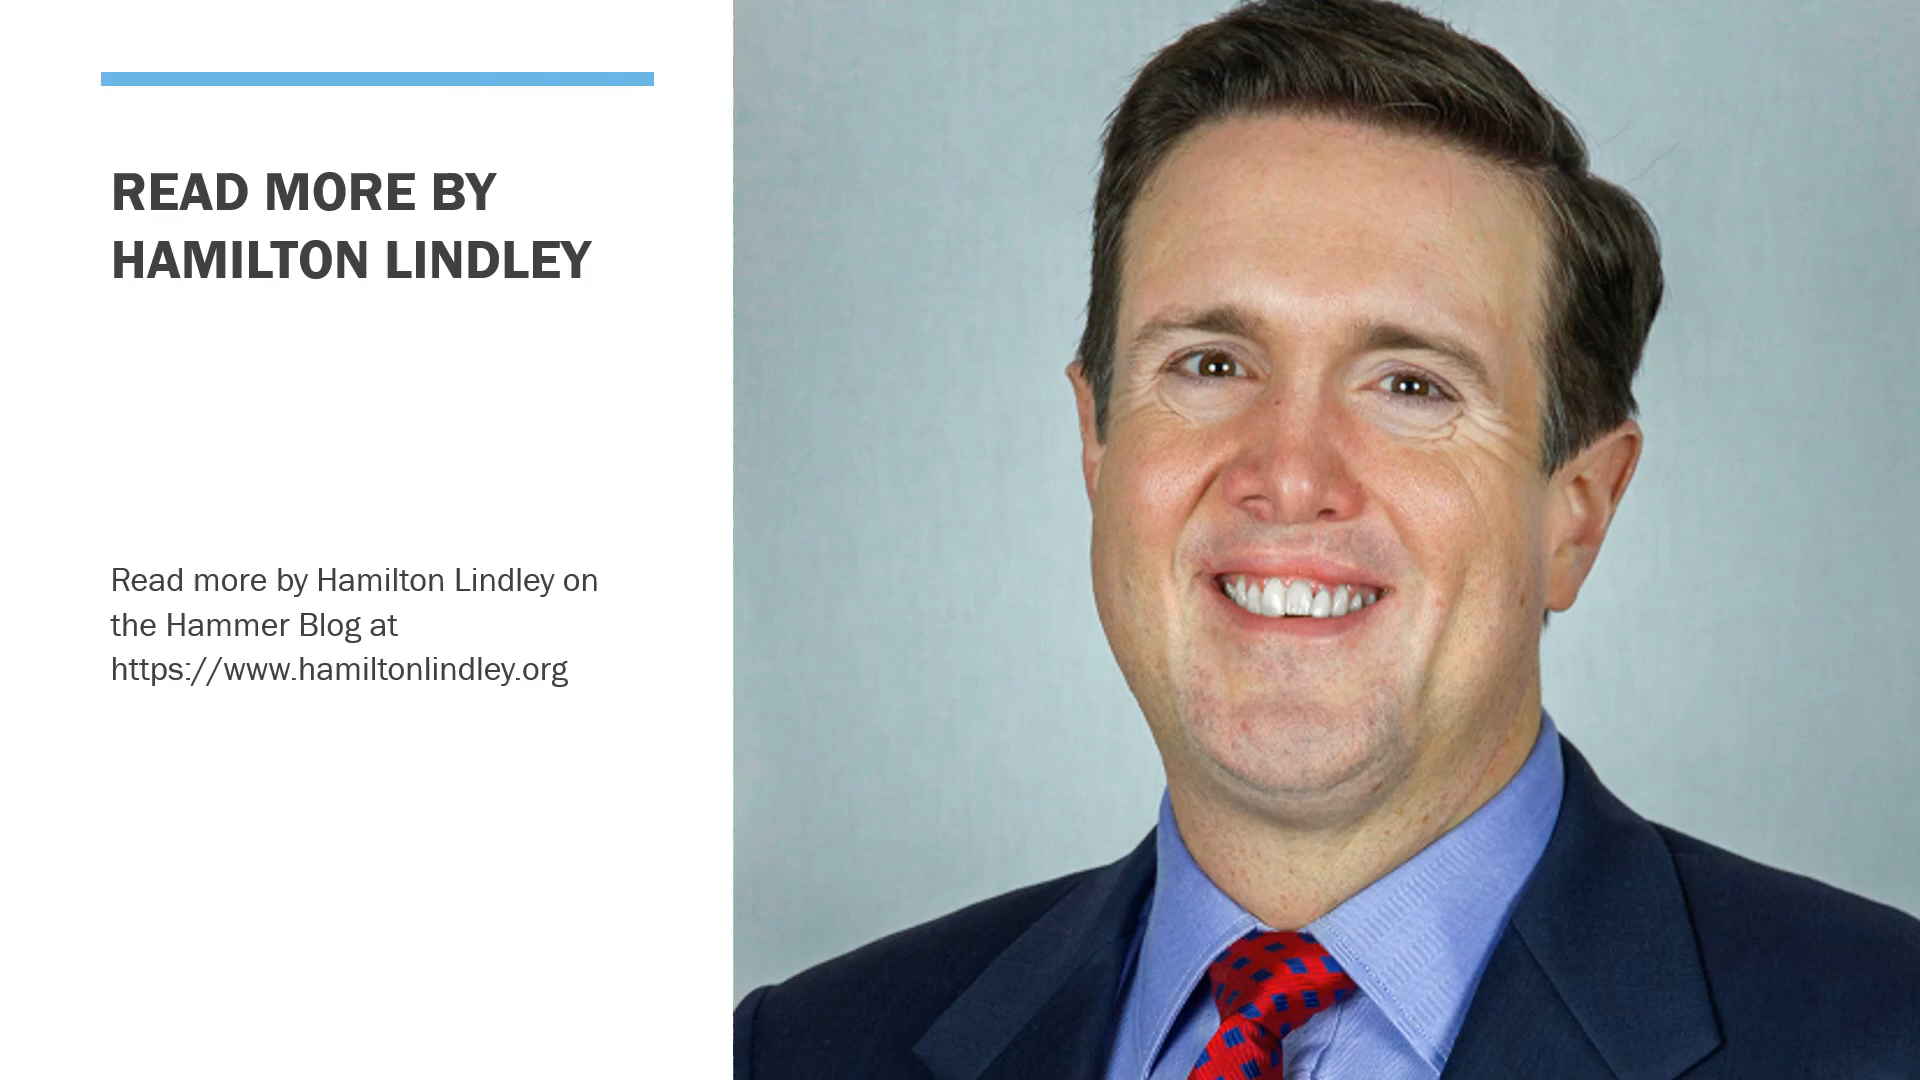 READ MORE BY
HAMILTON LINDLEY
Read more by Hamilton Lindley on
the Hammer Blog at
https://www.hamiltonlindley.org